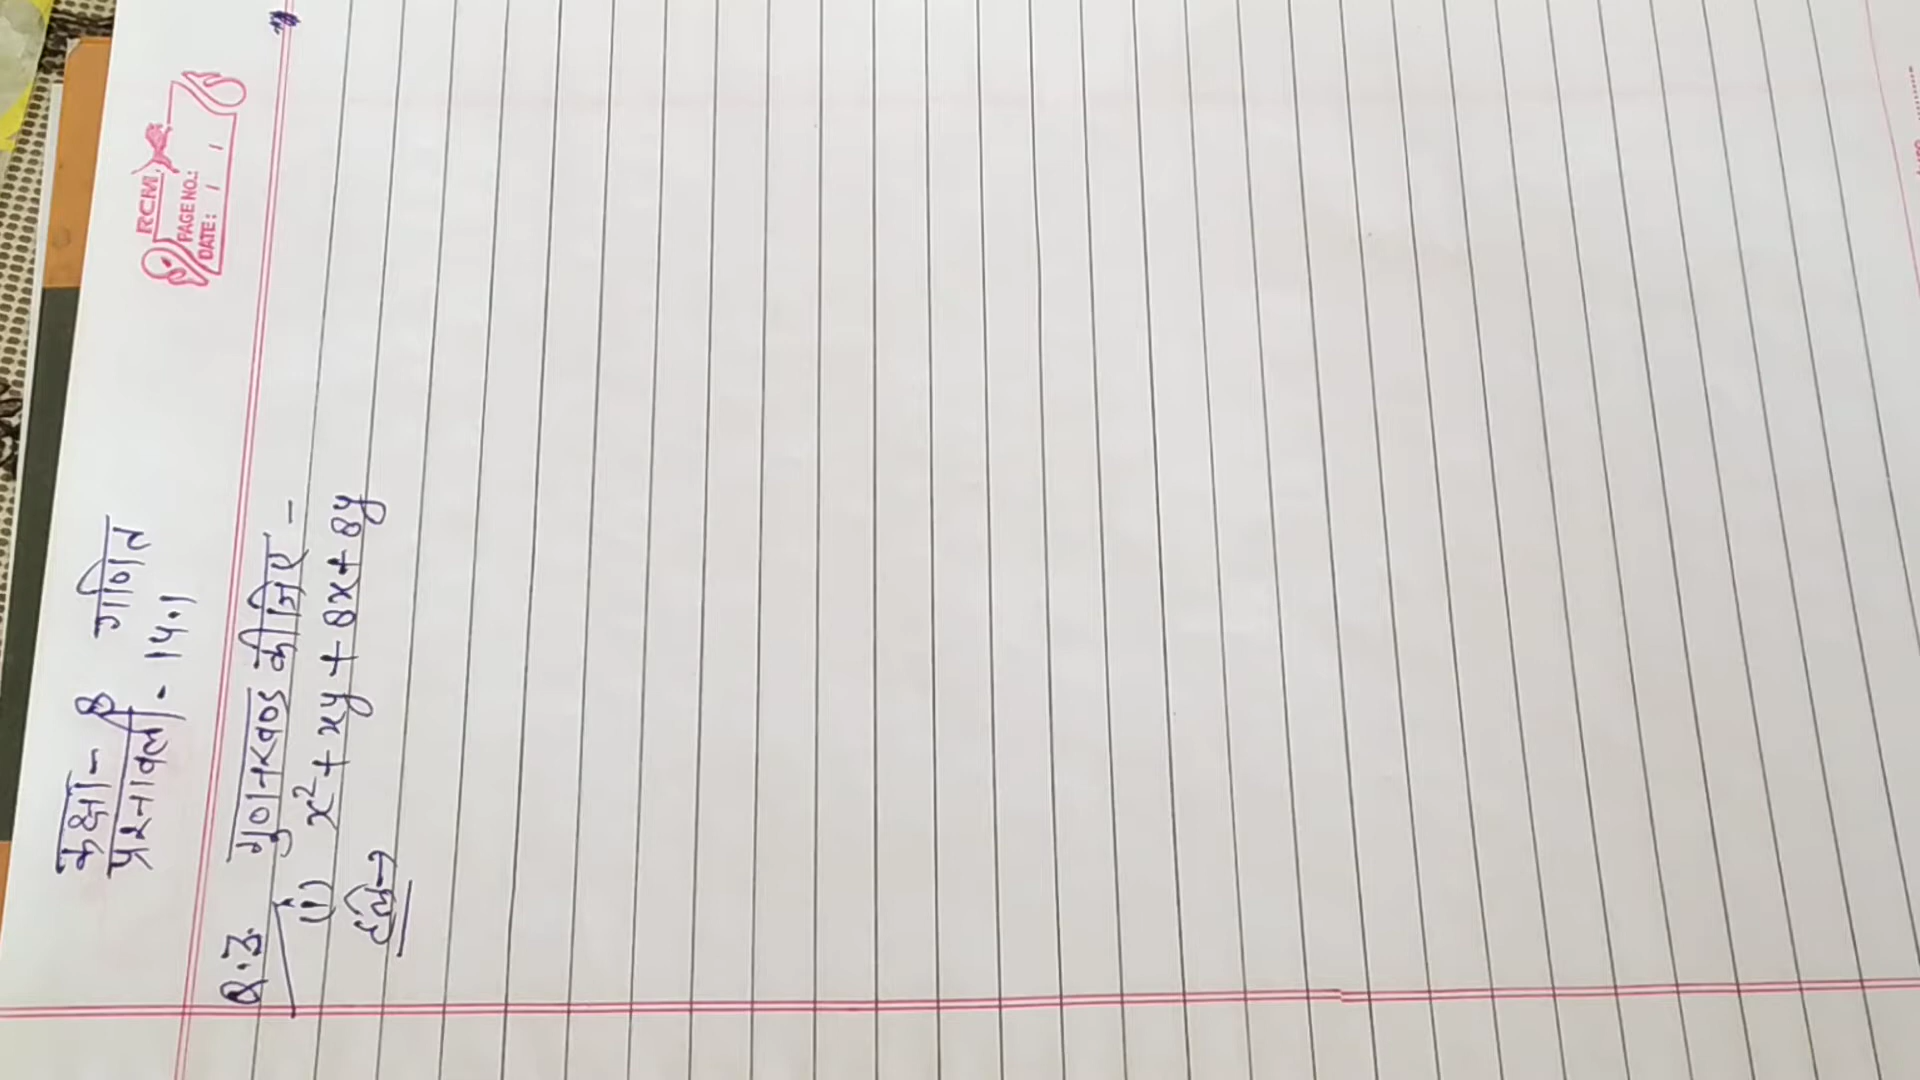 कक्षा - 8 गणित
प्रश्नावली - 14.1
RCM
PAGE NO.:
DATE: / /
Q.3. गुणनखण्ड कीजिए -
(i) x² + xy + 8x + 8y
हल →